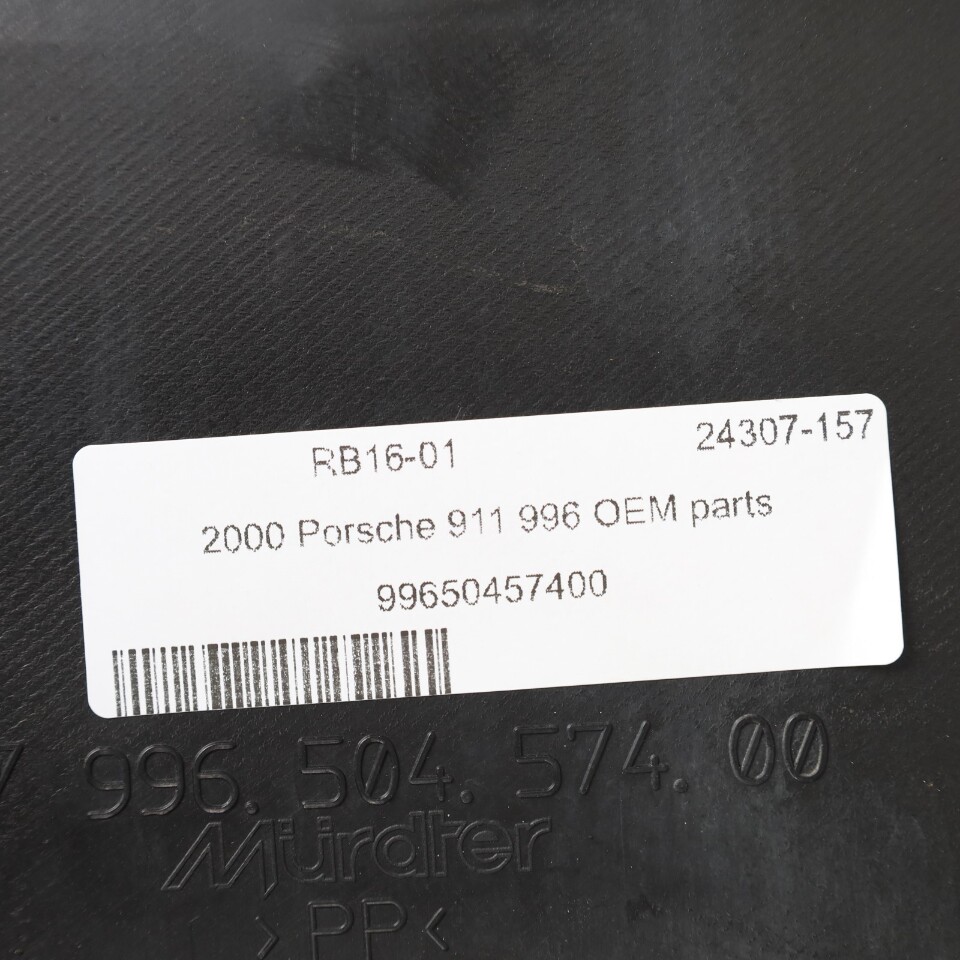 RB16-01 24307-157
2000 Porsche 911 996 OEM parts
99650457400
996.504.574.00
Mürdter
>PP<